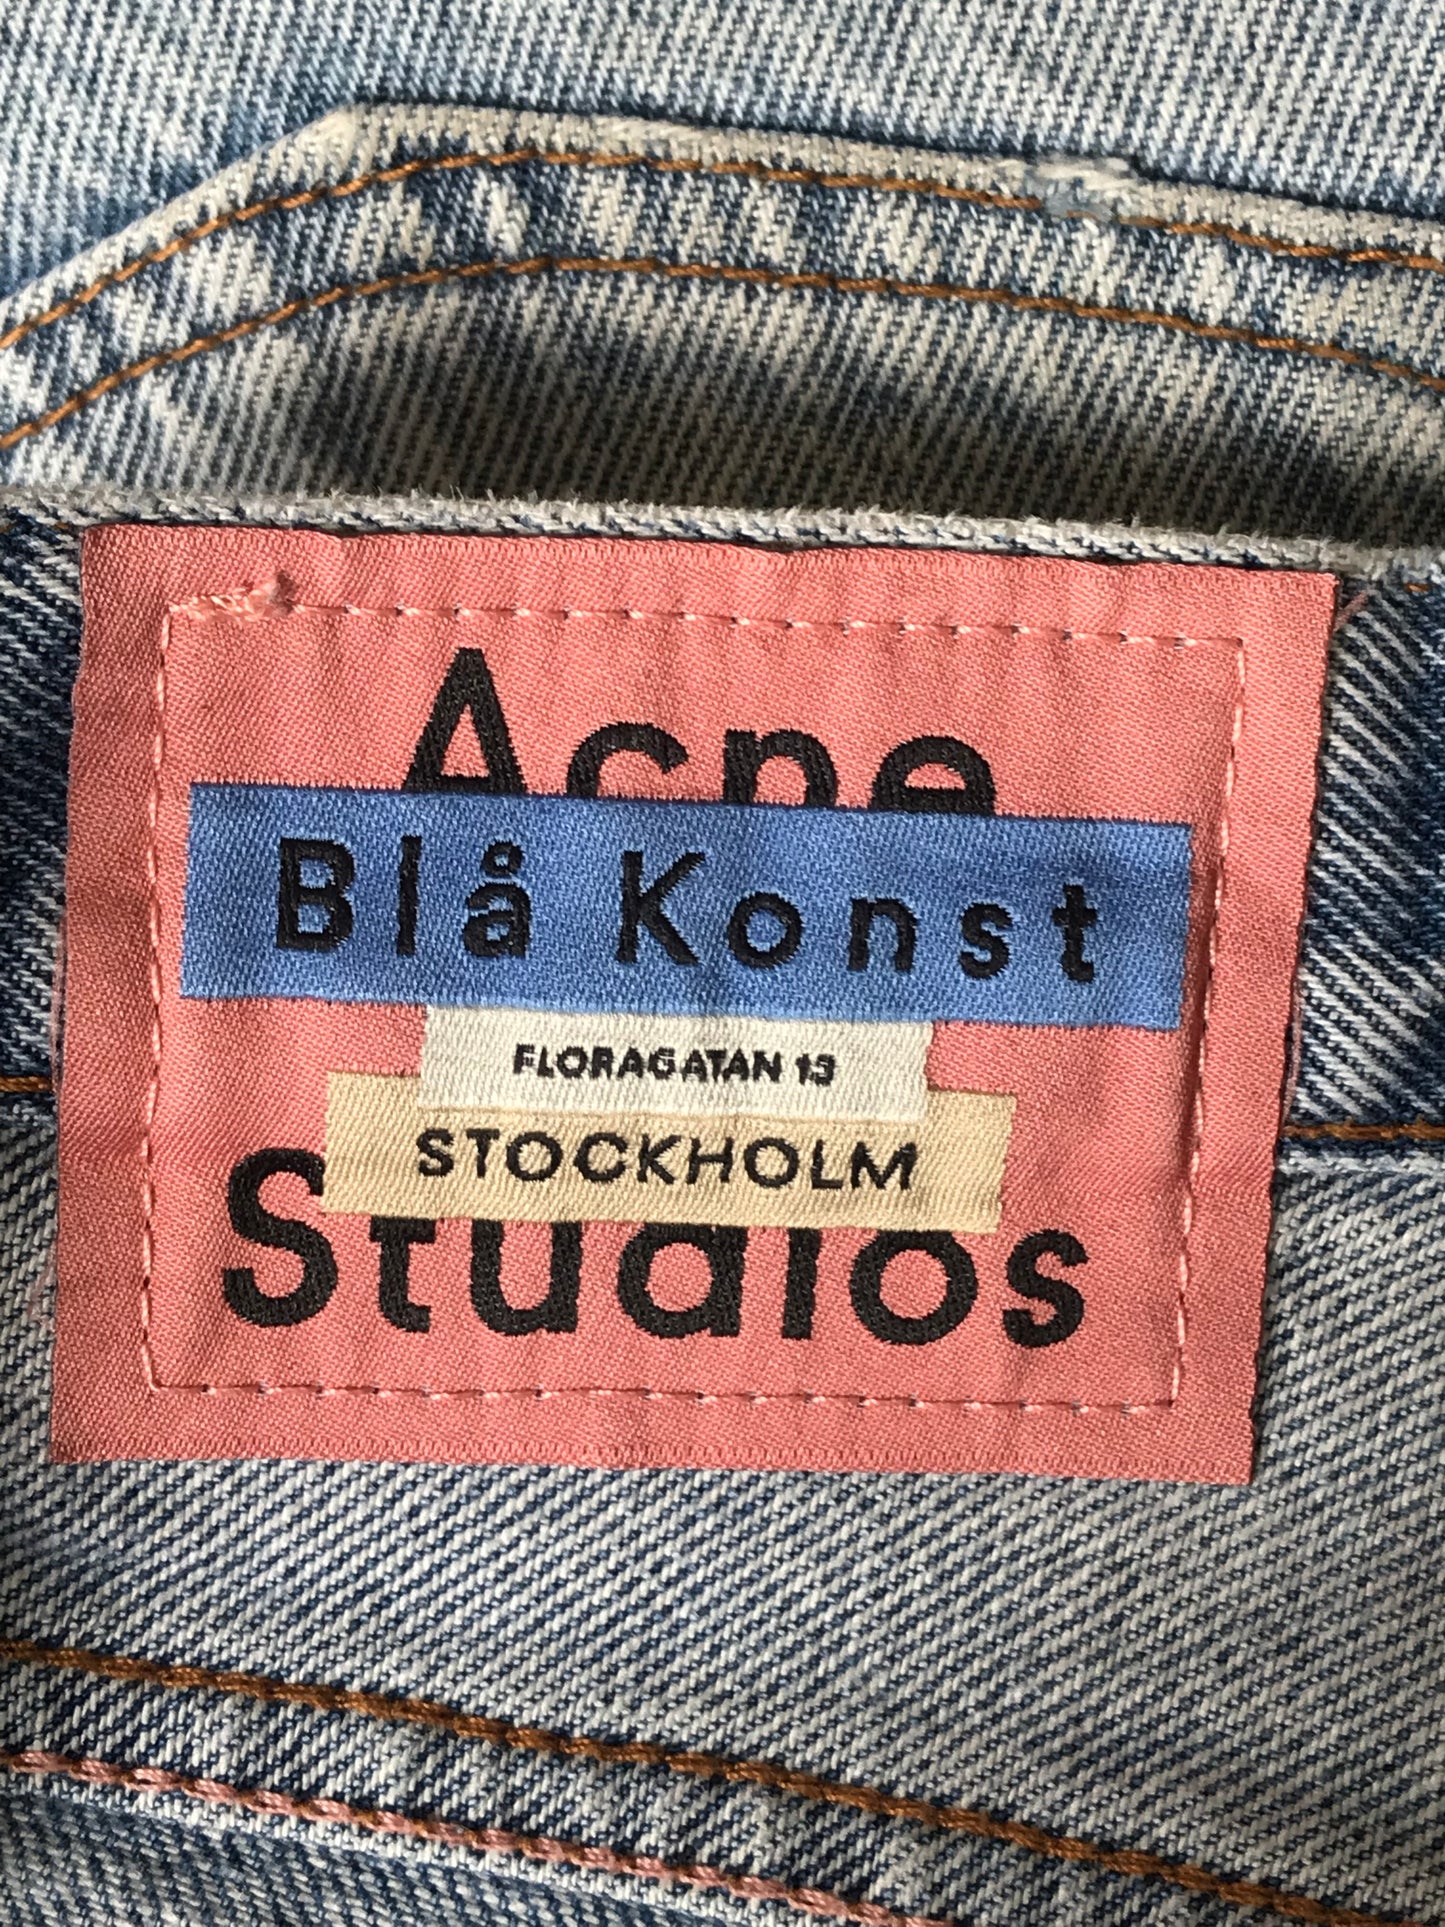 Acne
Blå Konst
FLORAGATAN 13
STOCKHOLM
Studios